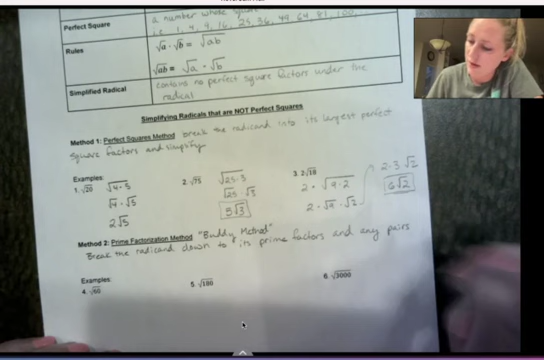 a number whose square
Perfect Square
i.e. 1, 4, 9, 16, 25, 36, 49, 64, 81, 100,
Rules
√a · √b = √ab
√ab = √a · √b
Simplified Radical
contains no perfect square factors under the
radical
Simplifying Radicals that are NOT Perfect Squares
Method 1: Perfect Squares Method break the radicand into its largest perfect
square factors and simplify.
Examples:
1. √20 √4·5
√4 · √5
2√5
2. √75 √25·3
√25 · √3
5√3
3. 2√18
2 · √9·2
2 · √9 · √2
2·3·√2
6√2
Method 2: Prime Factorization Method "Buddy Method"
Break the radicand down to its prime factors and any pairs
Examples:
4. √60
5. √180
6. √3000